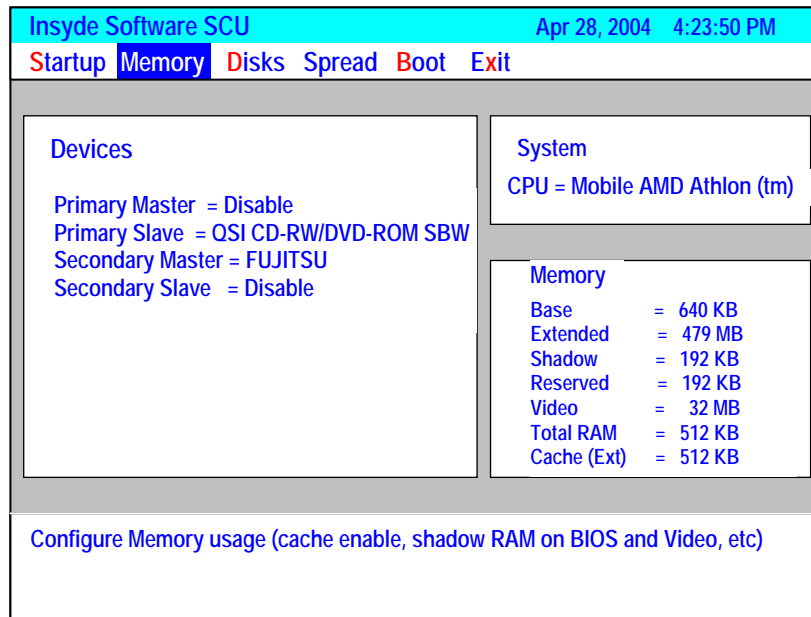 Insyde Software SCU Apr 28, 2004 4:23:50 PM
Startup Memory Disks Spread Boot Exit
Devices
Primary Master = Disable
Primary Slave = QSI CD-RW/DVD-ROM SBW
Secondary Master = FUJITSU
Secondary Slave = Disable
System
CPU = Mobile AMD Athlon (tm)
Memory
Base = 640 KB
Extended = 479 MB
Shadow = 192 KB
Reserved = 192 KB
Video = 32 MB
Total RAM = 512 KB
Cache (Ext) = 512 KB
Configure Memory usage (cache enable, shadow RAM on BIOS and Video, etc)